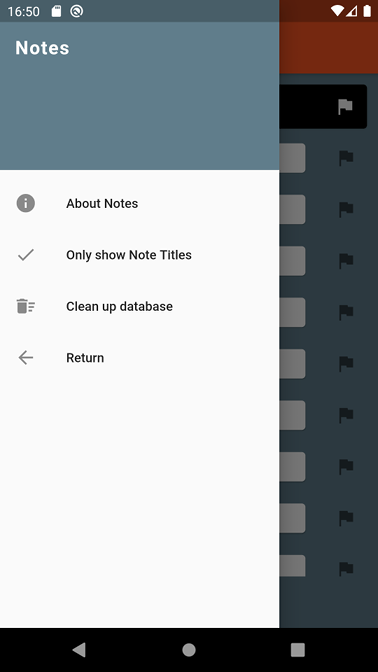 16:50
Notes
About Notes
Only show Note Titles
Clean up database
Return